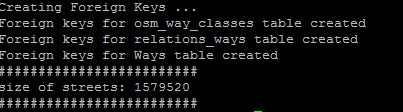 Creating Foreign Keys ...
Foreign keys for osm_way_classes table created
Foreign keys for relations_ways table created
Foreign keys for Ways table created
#########################
size of streets: 1579520
#########################